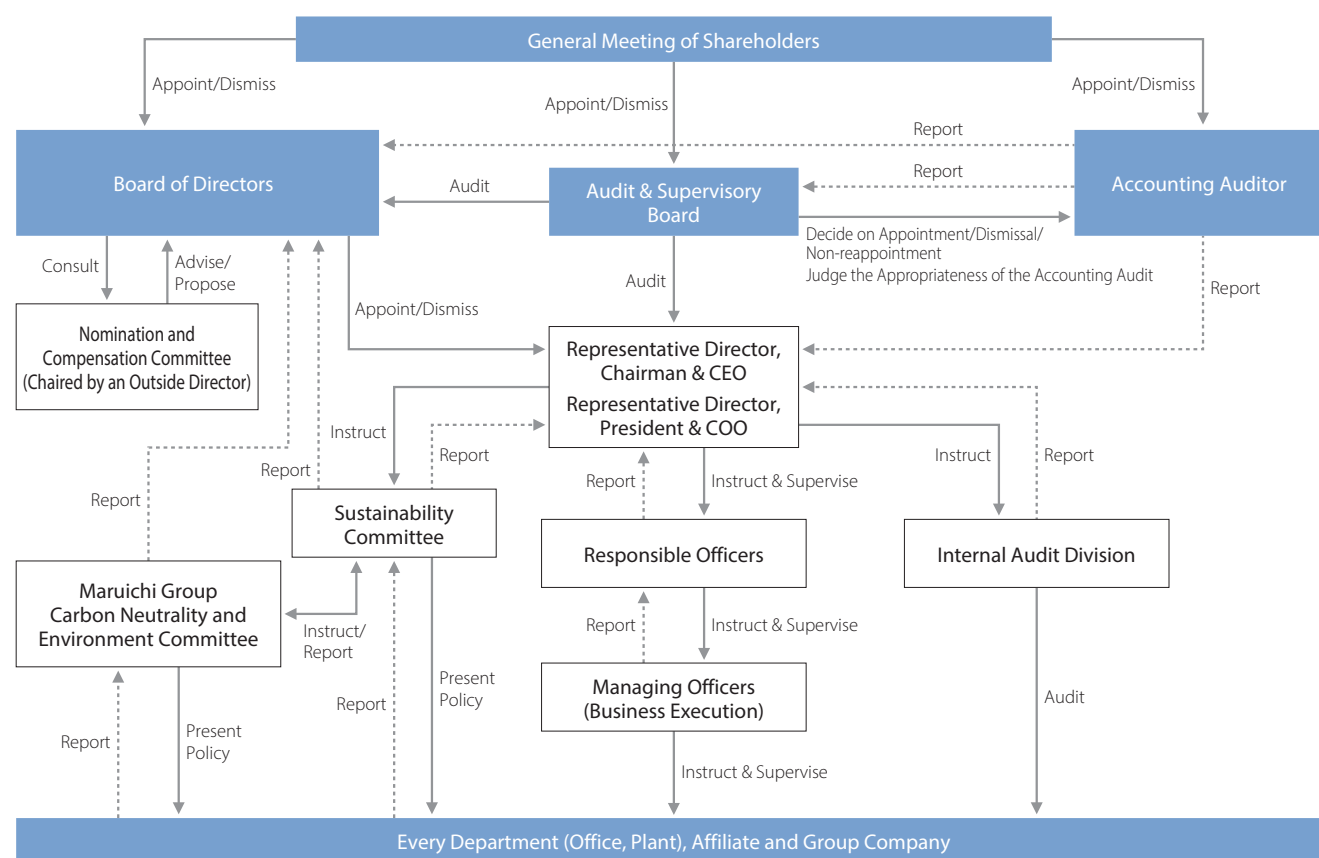 General Meeting of Shareholders
Appoint/Dismiss
Appoint/Dismiss
Appoint/Dismiss
Report
Board of Directors
Audit
Audit & Supervisory
Board
Report
Accounting Auditor
Decide on Appointment/Dismissal/
Non-reappointment
Judge the Appropriateness of the Accounting Audit
Consult
Advise/
Propose
Audit
Report
Appoint/Dismiss
Nomination and
Compensation Committee
(Chaired by an Outside Director)
Representative Director,
Chairman & CEO
Representative Director,
President & COO
Instruct
Report
Report
Report
Report
Instruct & Supervise
Instruct
Report
Sustainability
Committee
Responsible Officers
Internal Audit Division
Maruichi Group
Carbon Neutrality and
Environment Committee
Instruct/
Report
Report
Instruct & Supervise
Managing Officers
(Business Execution)
Report
Present
Policy
Report
Present
Policy
Audit
Instruct & Supervise
Every Department (Office, Plant), Affiliate and Group Company